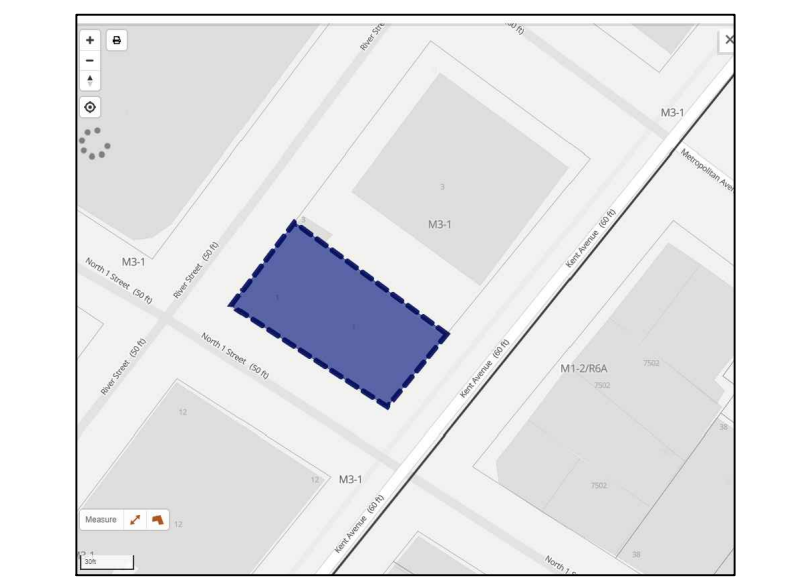 River Stre
ft)
M3-1
Metropolitan Aven
3
M3-1
3
Kent Avenue (60 ft)
M3-1
North 1 Street (50 ft)
River Street (50 ft)
1
North 1 Street (50 ft)
River Street (50 ft)
Kent Avenue (60 ft)
M1-2/R6A
7502
7502
12
38
12
M3-1
7502
Measure
12
Kent Avenue (60 ft)
38
North 1 S
30ft